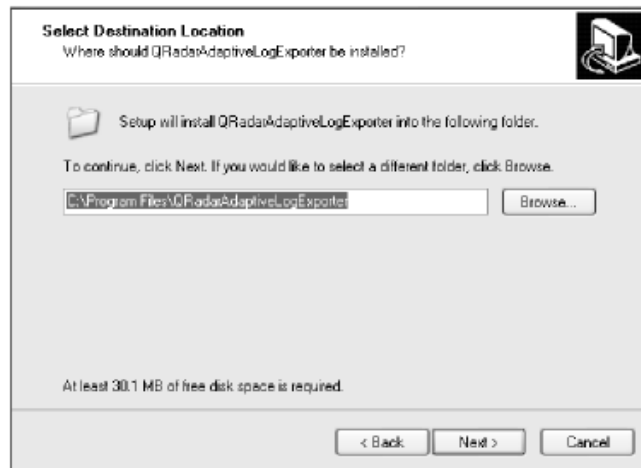 Select Destination Location
Where should QRadarAdaptiveLogExporter be installed?
Setup will install QRadarAdaptiveLogExporter into the following folder.
To continue, click Next. If you would like to select a different folder, click Browse.
C:\Program Files\QRadarAdaptiveLogExporter
Browse...
At least 30.1 MB of free disk space is required.
< Back
Next >
Cancel